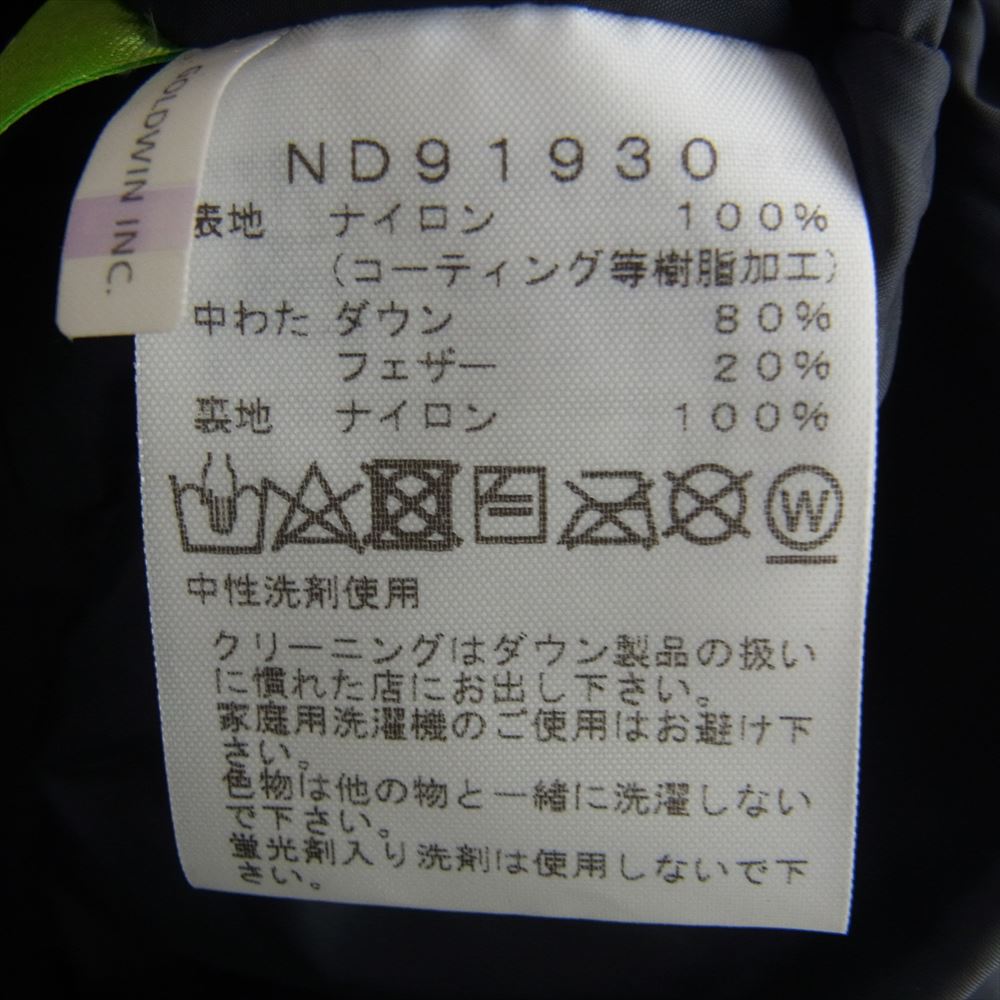 GOLDWIN INC.
ND91930
表地 ナイロン 100%
(コーティング等樹脂加工)
中わた ダウン 80%
フェザー 20%
裏地 ナイロン 100%
W
中性洗剤使用
クリーニングはダウン製品の扱い
に慣れた店にお出し下さい。
家庭用洗濯機のご使用はお避け下
さい。
色物は他の物と一緒に洗濯しない
で下さい。
蛍光剤入り洗剤は使用しないで下
さい。